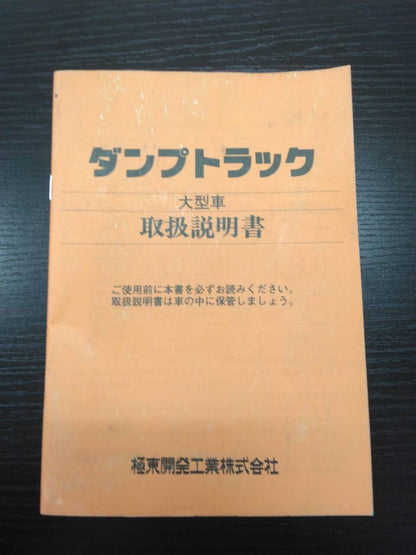 ダンプトラック
大型車
取扱説明書
ご使用前に本書を必ずお読みください。
取扱説明書は車の中に保管しましょう。
極東開発工業株式会社